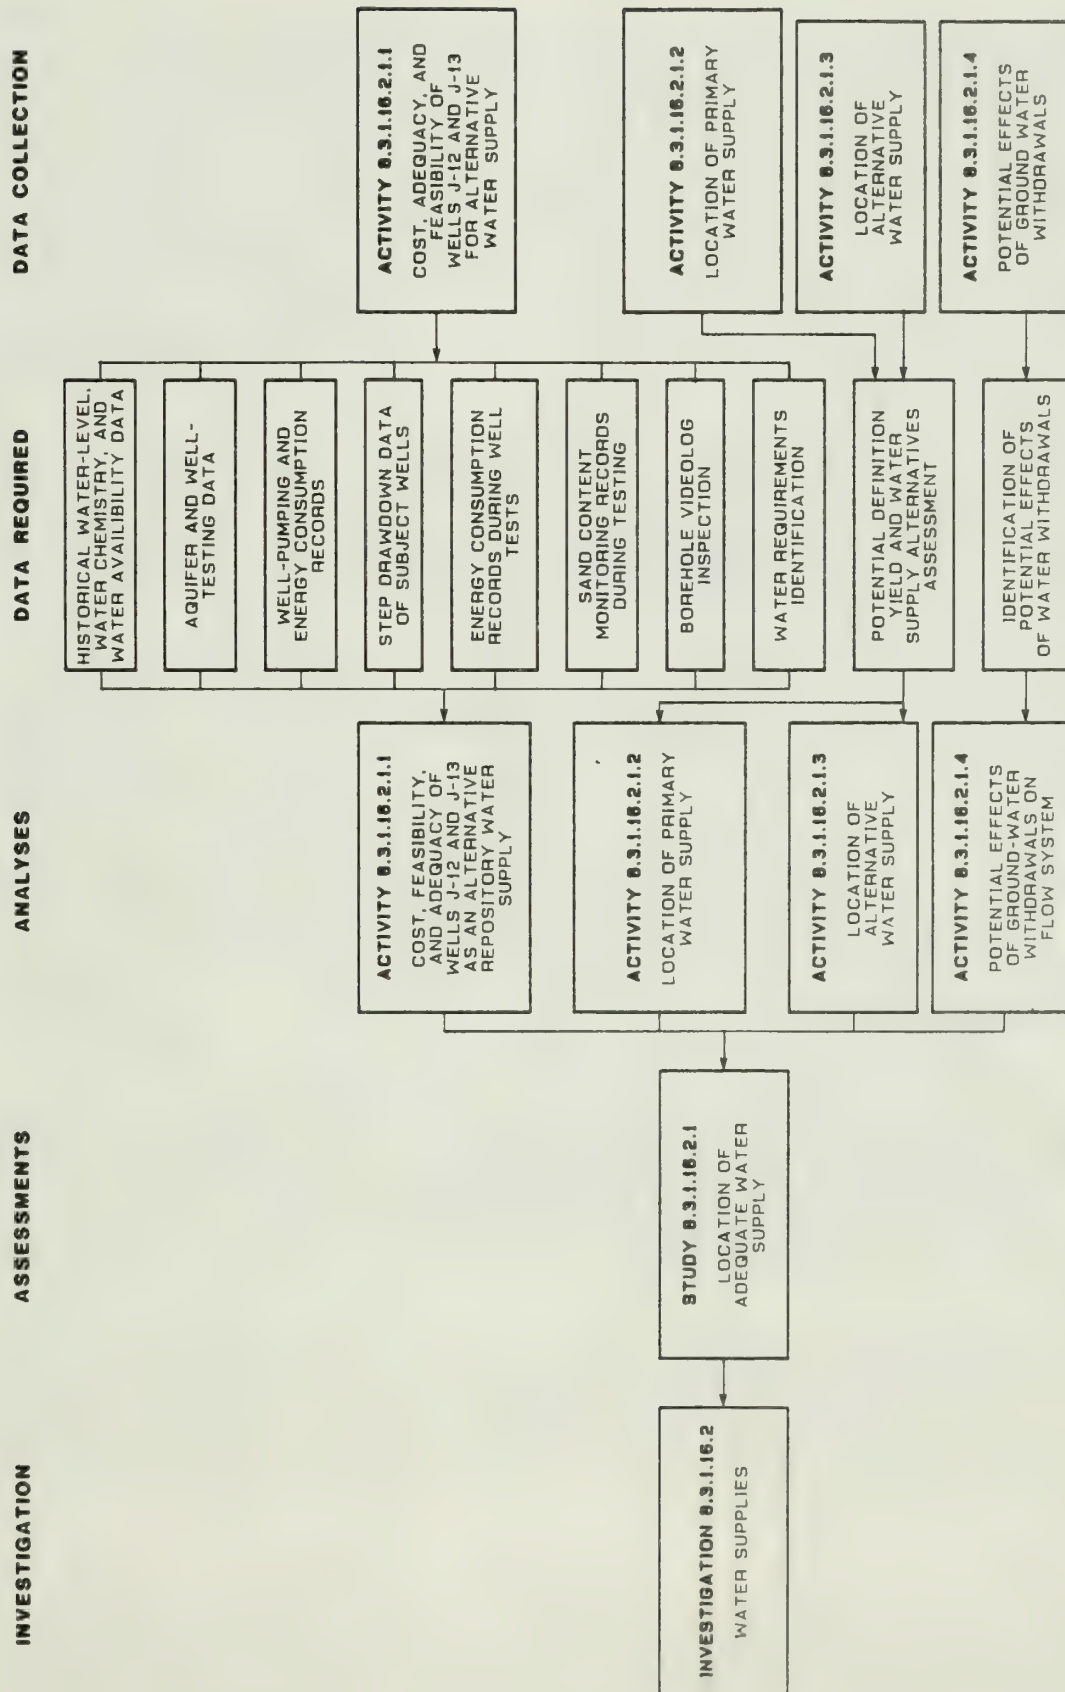 INVESTIGATION
ASSESSMENTS
ANALYSES
DATA REQUIRED
DATA COLLECTION
INVESTIGATION 8.3.1.16.2
WATER SUPPLIES
STUDY 8.3.1.16.2.1
LOCATION OF
ADEQUATE WATER
SUPPLY
ACTIVITY 8.3.1.16.2.1.1
COST, FEASIBILITY,
AND ADEQUACY OF
WELLS J-12 AND J-13
AS AN ALTERNATIVE
REPOSITORY WATER
SUPPLY
ACTIVITY 8.3.1.16.2.1.2
LOCATION OF PRIMARY
WATER SUPPLY
ACTIVITY 8.3.1.16.2.1.3
LOCATION OF
ALTERNATIVE
WATER SUPPLY
ACTIVITY 8.3.1.16.2.1.4
POTENTIAL EFFECTS
OF GROUND-WATER
WITHDRAWALS ON
FLOW SYSTEM
HISTORICAL WATER-LEVEL,
WATER CHEMISTRY, AND
WATER AVAILIBILITY DATA
AQUIFER AND WELL-
TESTING DATA
WELL-PUMPING AND
ENERGY CONSUMPTION
RECORDS
STEP DRAWDOWN DATA
OF SUBJECT WELLS
ENERGY CONSUMPTION
RECORDS DURING WELL
TESTS
SAND CONTENT
MONITORING RECORDS
DURING TESTING
BOREHOLE VIDEOLOG
INSPECTION
WATER REQUIREMENTS
IDENTIFICATION
POTENTIAL DEFINITION
YIELD AND WATER
SUPPLY ALTERNATIVES
ASSESSMENT
IDENTIFICATION OF
POTENTIAL EFFECTS
OF WATER WITHDRAWALS
ACTIVITY 8.3.1.16.2.1.1
COST, ADEQUACY, AND
FEASIBILITY OF
WELLS J-12 AND J-13
FOR ALTERNATIVE
WATER SUPPLY
ACTIVITY 8.3.1.16.2.1.2
LOCATION OF PRIMARY
WATER SUPPLY
ACTIVITY 8.3.1.16.2.1.3
LOCATION OF
ALTERNATIVE
WATER SUPPLY
ACTIVITY 8.3.1.16.2.1.4
POTENTIAL EFFECTS
OF GROUND WATER
WITHDRAWALS